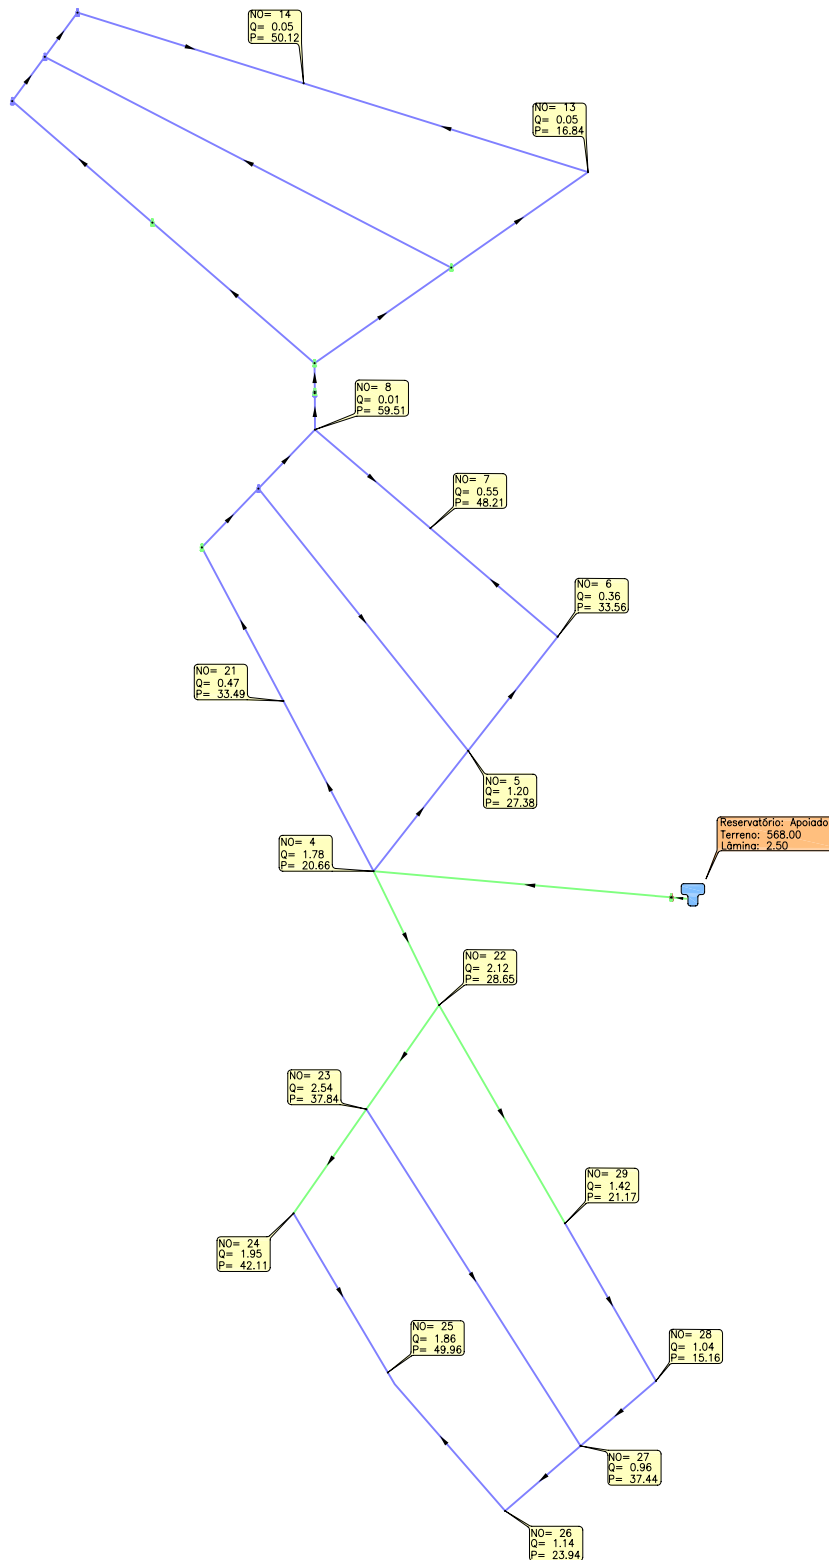 NO= 14
Q= 0.05
P= 50.12
NO= 13
Q= 0.05
P= 16.84
NO= 8
Q= 0.01
P= 59.51
NO= 7
Q= 0.55
P= 48.21
NO= 6
Q= 0.36
P= 33.56
NO= 21
Q= 0.47
P= 33.49
NO= 5
Q= 1.20
P= 27.38
Reservatório: Apoiado
Terreno: 568.00
Lâmina: 2.50
NO= 4
Q= 1.78
P= 20.66
NO= 22
Q= 2.12
P= 28.65
NO= 23
Q= 2.54
P= 37.84
NO= 29
Q= 1.42
P= 21.17
NO= 24
Q= 1.95
P= 42.11
NO= 25
Q= 1.86
P= 49.96
NO= 28
Q= 1.04
P= 15.16
NO= 27
Q= 0.96
P= 37.44
NO= 26
Q= 1.14
P= 23.94